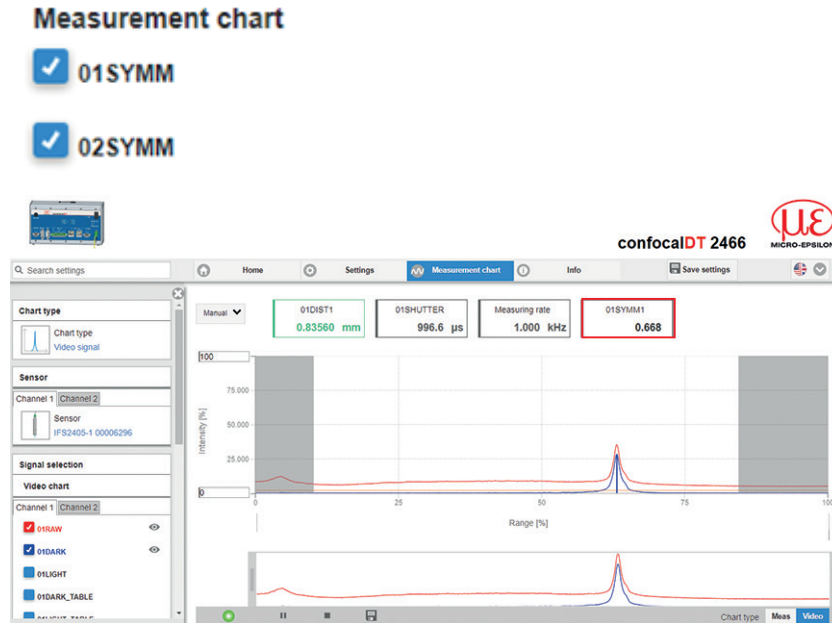 Measurement chart
01SYMM
02SYMM
confocalDT 2466
με
MICRO-EPSILON
Search settings
Home
Settings
Measurement chart
Info
Save settings
Chart type
Chart type
Video signal
Sensor
Channel 1 Channel 2
Sensor
IFS2405-1 00006296
Signal selection
Video chart
Channel 1 Channel 2
01RAW
01DARK
01LIGHT
01DARK_TABLE
01LIGHT_TABLE
Manual
01DIST1
0.83560 mm
01SHUTTER
996.6 µs
Measuring rate
1.000 kHz
01SYMM1
0.668
100
75.000
50.000
25.000
0
Intensity [%]
0 25 50 75 100
Range [%]
Chart type Meas Video